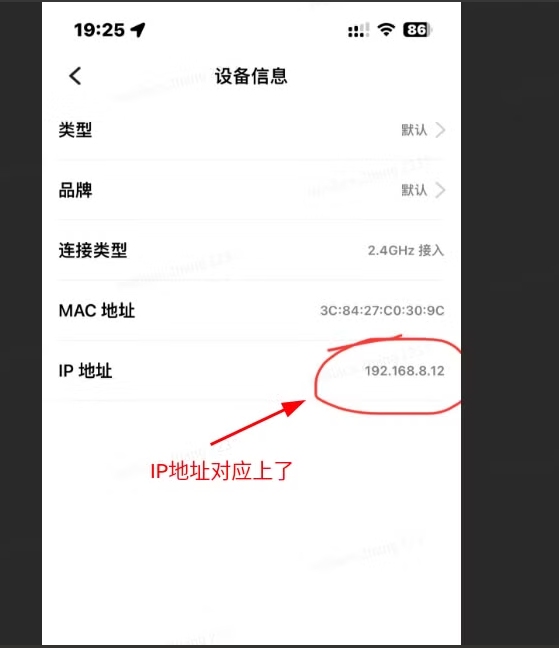 19:25
86
设备信息
类型
默认
品牌
默认
连接类型
2.4GHz 接入
MAC 地址
3C:84:27:C0:30:9C
IP 地址
192.168.8.12
IP地址对应上了